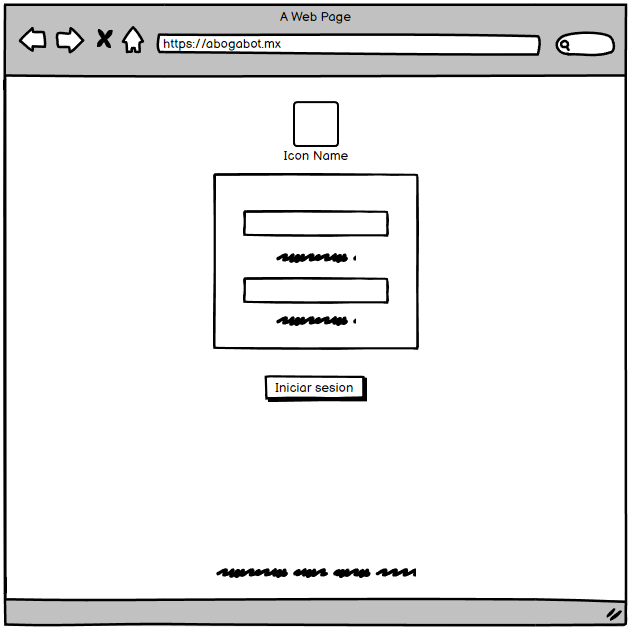 A Web Page
https://abogabot.mx
Icon Name
Iniciar sesion